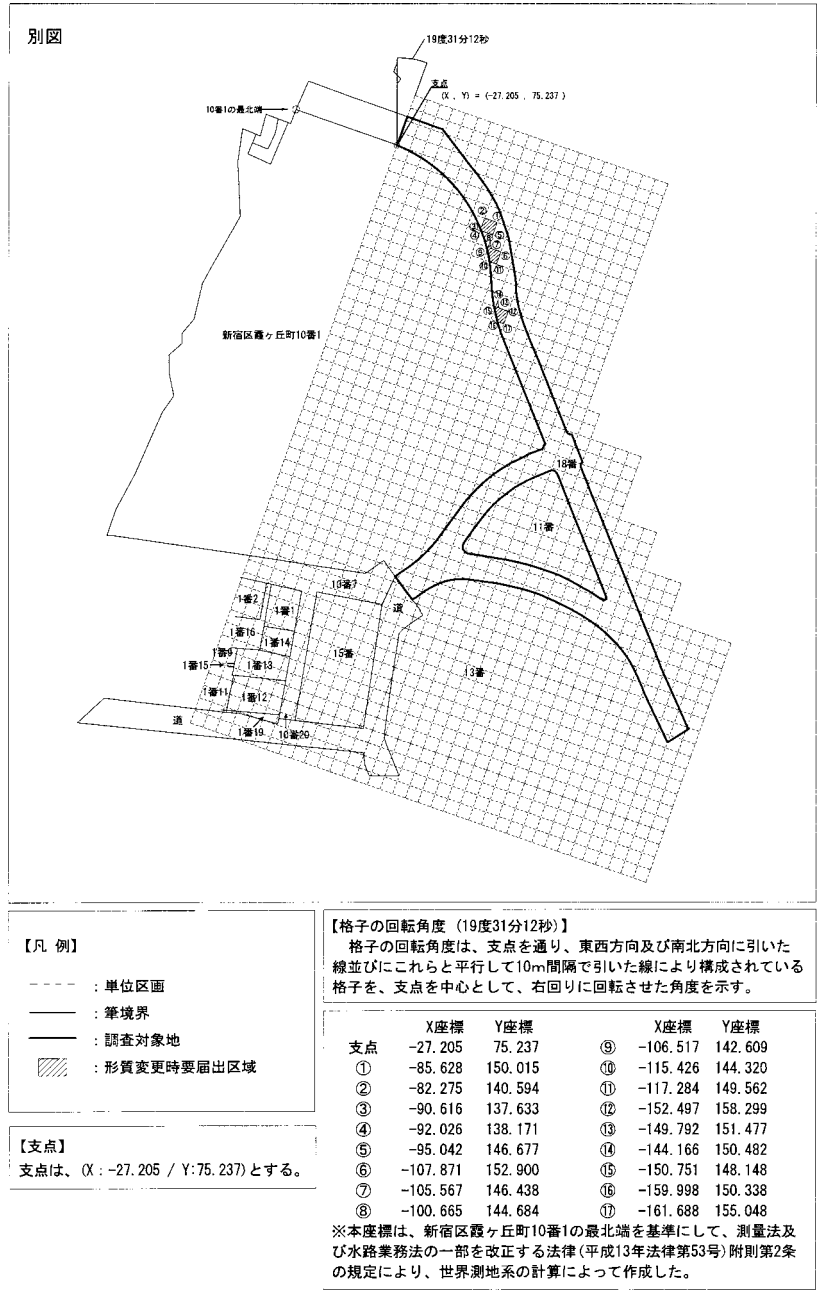 別図
19度31分12秒
支点
(X , Y) = (-27.205 , 75.237 )
10番1の最北端
② ①
③
④ ⑤
⑧ ⑦
⑨ ⑥
⑩ ⑪
⑭
⑬
⑮ ⑫
⑯ ⑰
新宿区霞ヶ丘町10番1
18番
11番
10番7
1番2
1番1
道
1番16
1番14
15番
1番9
1番15
1番13
13番
1番11
1番12
道
1番19
10番20
【凡 例】
: 単位区画
: 筆境界
: 調査対象地
: 形質変更時要届出区域
【支点】
支点は、(X : -27.205 / Y:75.237)とする。
【格子の回転角度 (19度31分12秒)】
格子の回転角度は、支点を通り、東西方向及び南北方向に引いた
線並びにこれらと平行して10m間隔で引いた線により構成されている
格子を、支点を中心として、右回りに回転させた角度を示す。
X座標 Y座標 X座標 Y座標
支点 -27.205 75.237 ⑨ -106.517 142.609
① -85.628 150.015 ⑩ -115.426 144.320
② -82.275 140.594 ⑪ -117.284 149.562
③ -90.616 137.633 ⑫ -152.497 158.299
④ -92.026 138.171 ⑬ -149.792 151.477
⑤ -95.042 146.677 ⑭ -144.166 150.482
⑥ -107.871 152.900 ⑮ -150.751 148.148
⑦ -105.567 146.438 ⑯ -159.998 150.338
⑧ -100.665 144.684 ⑰ -161.688 155.048
※本座標は、新宿区霞ヶ丘町10番1の最北端を基準にして、測量法及
び水路業務法の一部を改正する法律(平成13年法律第53号)附則第2条
の規定により、世界測地系の計算によって作成した。